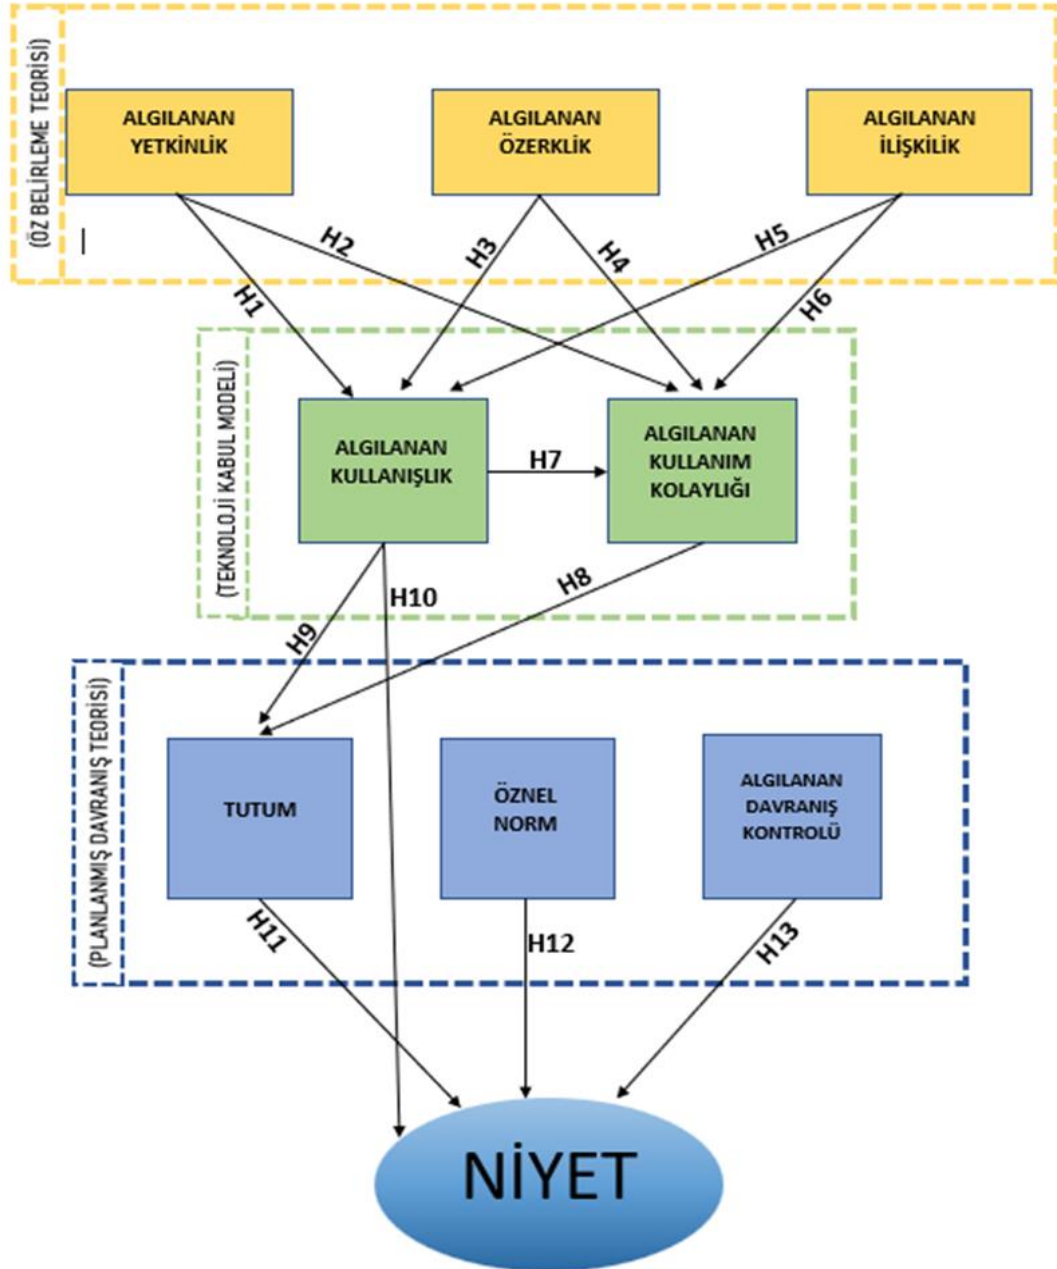 (ÖZ BELİRLEME TEORİSİ)
ALGILANAN
YETKİNLİK
ALGILANAN
ÖZERKLİK
ALGILANAN
İLİŞKİLİK
H1
H2
H3
H4
H5
H6
(TEKNOLOJİ KABUL MODELİ)
ALGILANAN
KULLANIŞLIK
H7
ALGILANAN
KULLANIM
KOLAYLIĞI
H8
H9
H10
(PLANLANMIŞ DAVRANIŞ TEORİSİ)
TUTUM
ÖZNEL
NORM
ALGILANAN
DAVRANIŞ
KONTROLÜ
H11
H12
H13
NİYET